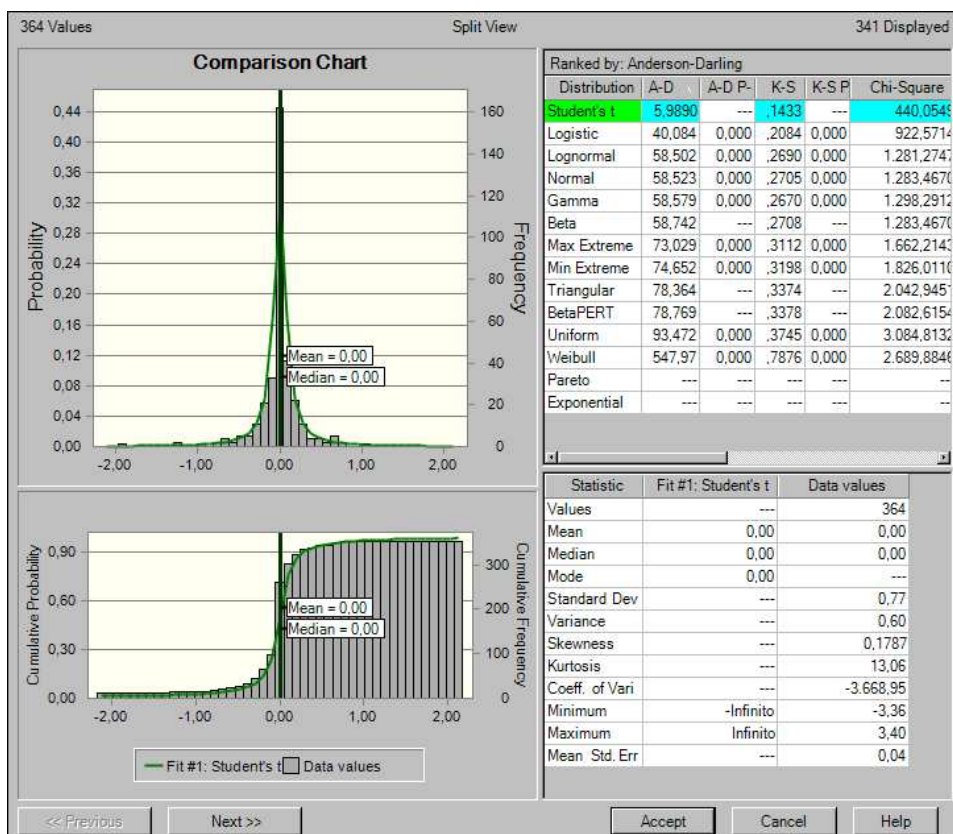 364 Values Split View 341 Displayed
Comparison Chart
0,44
0,40
0,36
0,32
0,28
0,24
0,20
0,16
0,12
0,08
0,04
0,00
Probability
160
140
120
100
80
60
40
20
0
Frequency
Mean = 0,00
Median = 0,00
-2,00 -1,00 0,00 1,00 2,00
0,90
0,60
0,30
0,00
Cumulative Probability
300
200
100
0
Cumulative Frequency
Mean = 0,00
Median = 0,00
-2,00 -1,00 0,00 1,00 2,00
Fit #1: Student's t Data values
Ranked by: Anderson-Darling
Distribution A-D A-D P- K-S K-S P Chi-Square
Student's t 5,9890 --- ,1433 --- 440,0549
Logistic 40,084 0,000 ,2084 0,000 922,5714
Lognormal 58,502 0,000 ,2690 0,000 1.281,2747
Normal 58,523 0,000 ,2705 0,000 1.283,4670
Gamma 58,579 0,000 ,2670 0,000 1.298,2912
Beta 58,742 --- ,2708 --- 1.283,4670
Max Extreme 73,029 0,000 ,3112 0,000 1.662,2143
Min Extreme 74,652 0,000 ,3198 0,000 1.826,0110
Triangular 78,364 --- ,3374 --- 2.042,9451
BetaPERT 78,769 --- ,3378 --- 2.082,6154
Uniform 93,472 0,000 ,3745 0,000 3.084,8132
Weibull 547,97 0,000 ,7876 0,000 2.689,8846
Pareto --- --- --- --- --
Exponential --- --- --- --- --
Statistic Fit #1: Student's t Data values
Values --- 364
Mean 0,00 0,00
Median 0,00 0,00
Mode 0,00 ---
Standard Dev --- 0,77
Variance --- 0,60
Skewness --- 0,1787
Kurtosis --- 13,06
Coeff. of Vari --- -3.668,95
Minimum -Infinito -3,36
Maximum Infinito 3,40
Mean Std. Err --- 0,04
<< Previous Next >> Accept Cancel Help